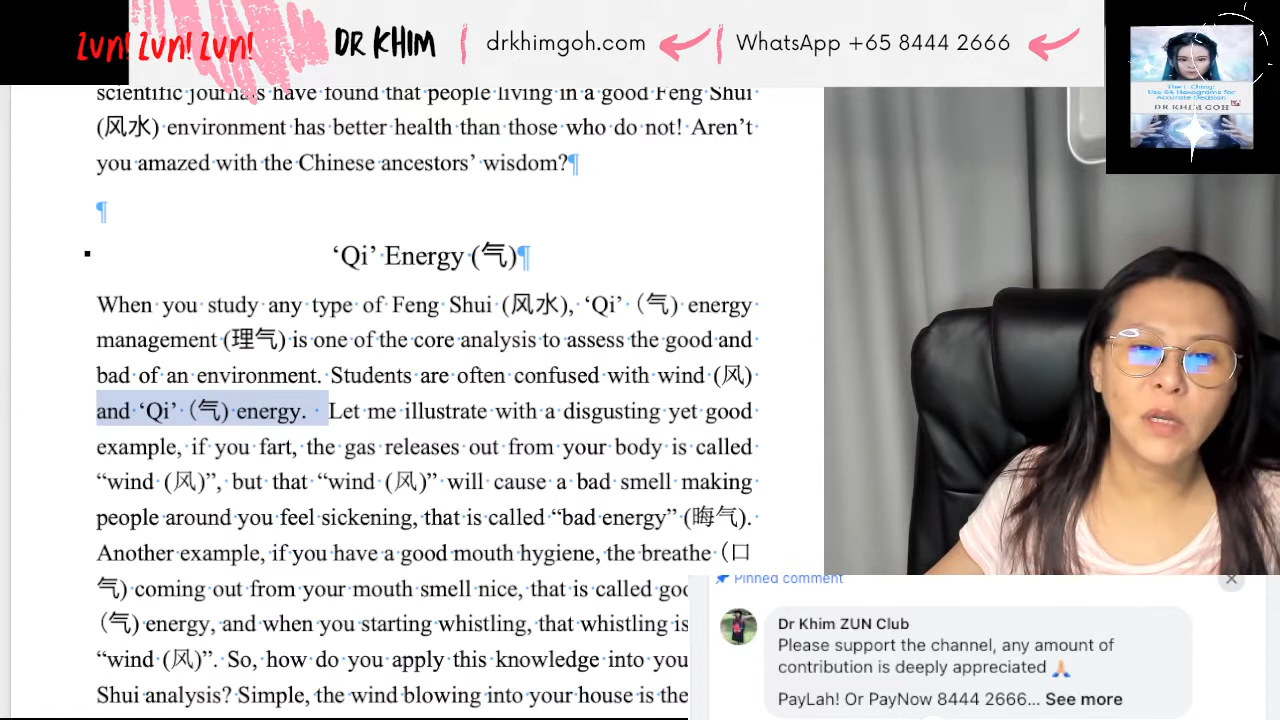 Zun! Zun! Zun!
DR KHIM
drkhimgoh.com
WhatsApp +65 8444 2666
The I Ching:
Use 64 Hexagrams for
Accurate Decision
DR KHIM GOH
scientific journals have found that people living in a good Feng Shui
(风水) environment has better health than those who do not! Aren’t
you amazed with the Chinese ancestors’ wisdom?¶
¶
‘Qi’ Energy (气)¶
When you study any type of Feng Shui (风水), ‘Qi’ (气) energy
management (理气) is one of the core analysis to assess the good and
bad of an environment. Students are often confused with wind (风)
and ‘Qi’ (气) energy. Let me illustrate with a disgusting yet good
example, if you fart, the gas releases out from your body is called
“wind (风)”, but that “wind (风)” will cause a bad smell making
people around you feel sickening, that is called “bad energy” (晦气).
Another example, if you have a good mouth hygiene, the breathe (口
气) coming out from your mouth smell nice, that is called goo
(气) energy, and when you starting whistling, that whistling is
“wind (风)”. So, how do you apply this knowledge into you
Shui analysis? Simple, the wind blowing into your house is the
Pinned comment
Dr Khim ZUN Club
Please support the channel, any amount of
contribution is deeply appreciated 🙏🏼
PayLah! Or PayNow 8444 2666... See more